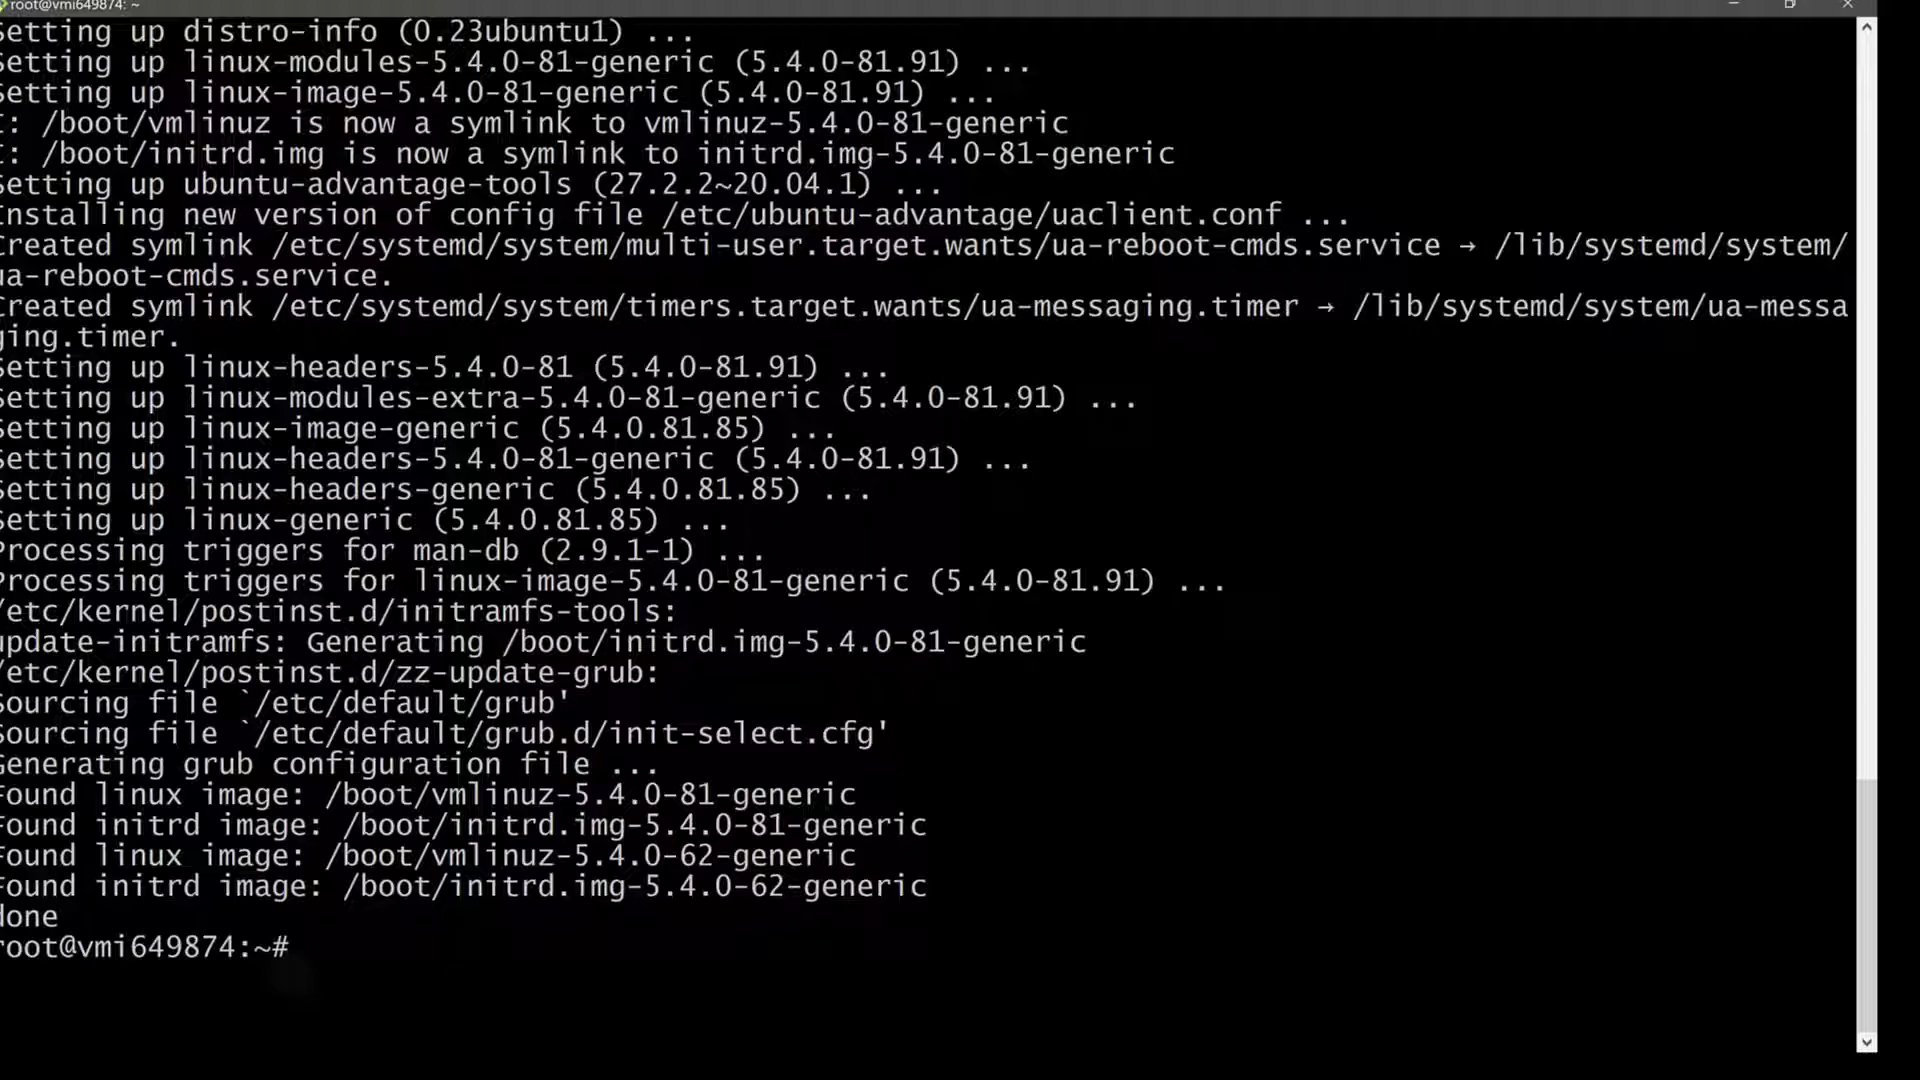 root@vmi649874: ~
Setting up distro-info (0.23ubuntu1) ...
Setting up linux-modules-5.4.0-81-generic (5.4.0-81.91) ...
Setting up linux-image-5.4.0-81-generic (5.4.0-81.91) ...
I: /boot/vmlinuz is now a symlink to vmlinuz-5.4.0-81-generic
I: /boot/initrd.img is now a symlink to initrd.img-5.4.0-81-generic
Setting up ubuntu-advantage-tools (27.2.2~20.04.1) ...
Installing new version of config file /etc/ubuntu-advantage/uaclient.conf ...
Created symlink /etc/systemd/system/multi-user.target.wants/ua-reboot-cmds.service → /lib/systemd/system/
ua-reboot-cmds.service.
Created symlink /etc/systemd/system/timers.target.wants/ua-messaging.timer → /lib/systemd/system/ua-messa
ging.timer.
Setting up linux-headers-5.4.0-81 (5.4.0-81.91) ...
Setting up linux-modules-extra-5.4.0-81-generic (5.4.0-81.91) ...
Setting up linux-image-generic (5.4.0.81.85) ...
Setting up linux-headers-5.4.0-81-generic (5.4.0-81.91) ...
Setting up linux-headers-generic (5.4.0.81.85) ...
Setting up linux-generic (5.4.0.81.85) ...
Processing triggers for man-db (2.9.1-1) ...
Processing triggers for linux-image-5.4.0-81-generic (5.4.0-81.91) ...
/etc/kernel/postinst.d/initramfs-tools:
update-initramfs: Generating /boot/initrd.img-5.4.0-81-generic
/etc/kernel/postinst.d/zz-update-grub:
Sourcing file `/etc/default/grub'
Sourcing file `/etc/default/grub.d/init-select.cfg'
Generating grub configuration file ...
Found linux image: /boot/vmlinuz-5.4.0-81-generic
Found initrd image: /boot/initrd.img-5.4.0-81-generic
Found linux image: /boot/vmlinuz-5.4.0-62-generic
Found initrd image: /boot/initrd.img-5.4.0-62-generic
done
root@vmi649874:~#